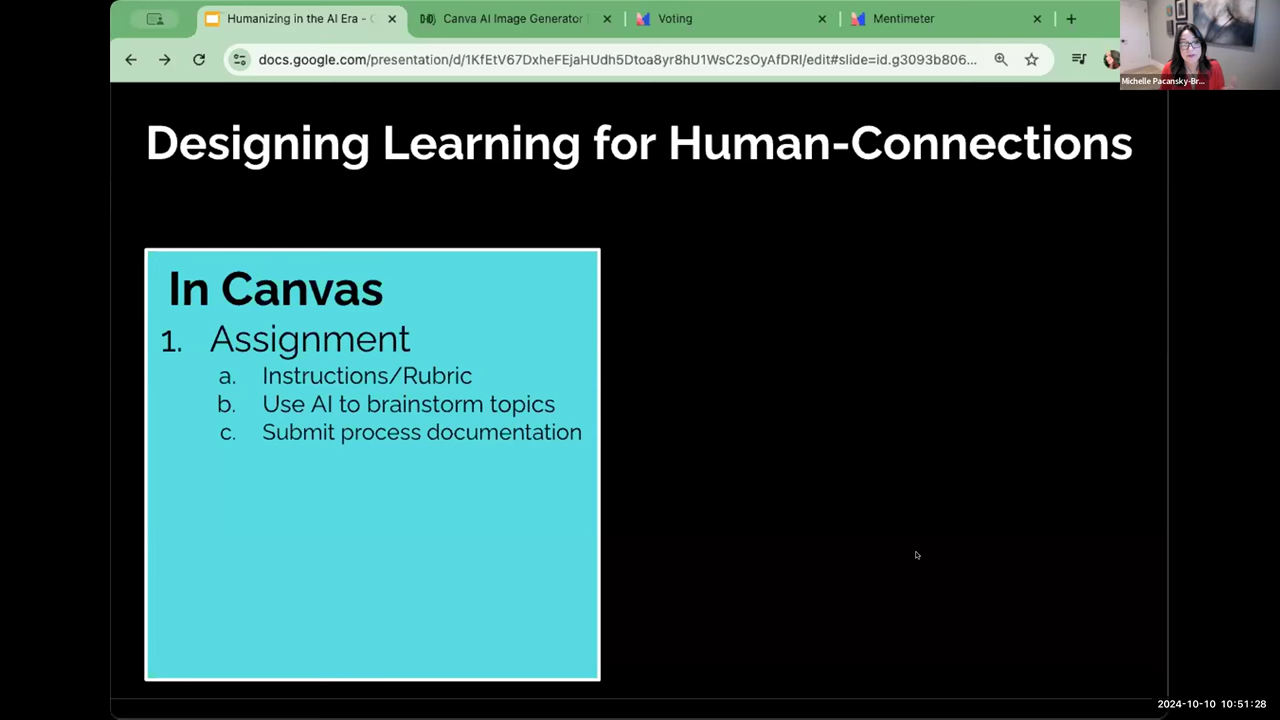 Humanizing in the AI Era -
Canva AI Image Generator
Voting
Mentimeter
docs.google.com/presentation/d/1KfEtV67DxheFEjaHUdh5Dtoa8yr8hU1WsC2sOyAfDRI/edit#slide=id.g3093b806...
Michelle Pacansky-Br...
Designing Learning for Human-Connections
In Canvas
1. Assignment
a. Instructions/Rubric
b. Use AI to brainstorm topics
c. Submit process documentation
2024-10-10 10:51:28